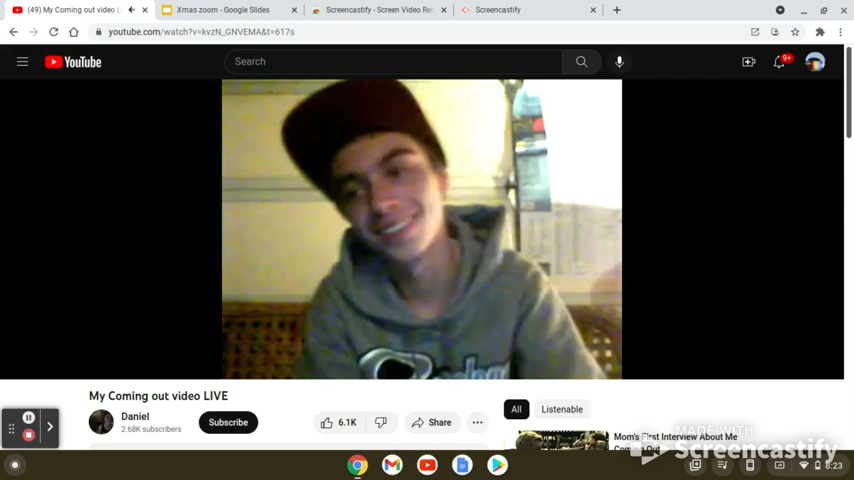 (49) My Coming out video L
Xmas zoom - Google Slides
Screencastify - Screen Video Rec
Screencastify
youtube.com/watch?v=kvzN_GNVEMA&t=617s
YouTube
Search
9+
My Coming out video LIVE
Daniel
2.68K subscribers
Subscribe
6.1K
Share
All
Listenable
Mom's First Interview About Me
Coming Out
MADE WITH
Screencastify
8:23